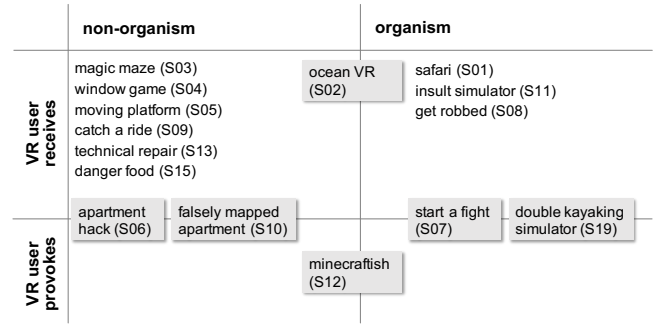 non-organism
organism
VR user
receives
magic maze (S03)
window game (S04)
moving platform (S05)
catch a ride (S09)
technical repair (S13)
danger food (S15)
ocean VR
(S02)
safari (S01)
insult simulator (S11)
get robbed (S08)
apartment
hack (S06)
falsely mapped
apartment (S10)
start a fight
(S07)
double kayaking
simulator (S19)
VR user
provokes
minecraftish
(S12)